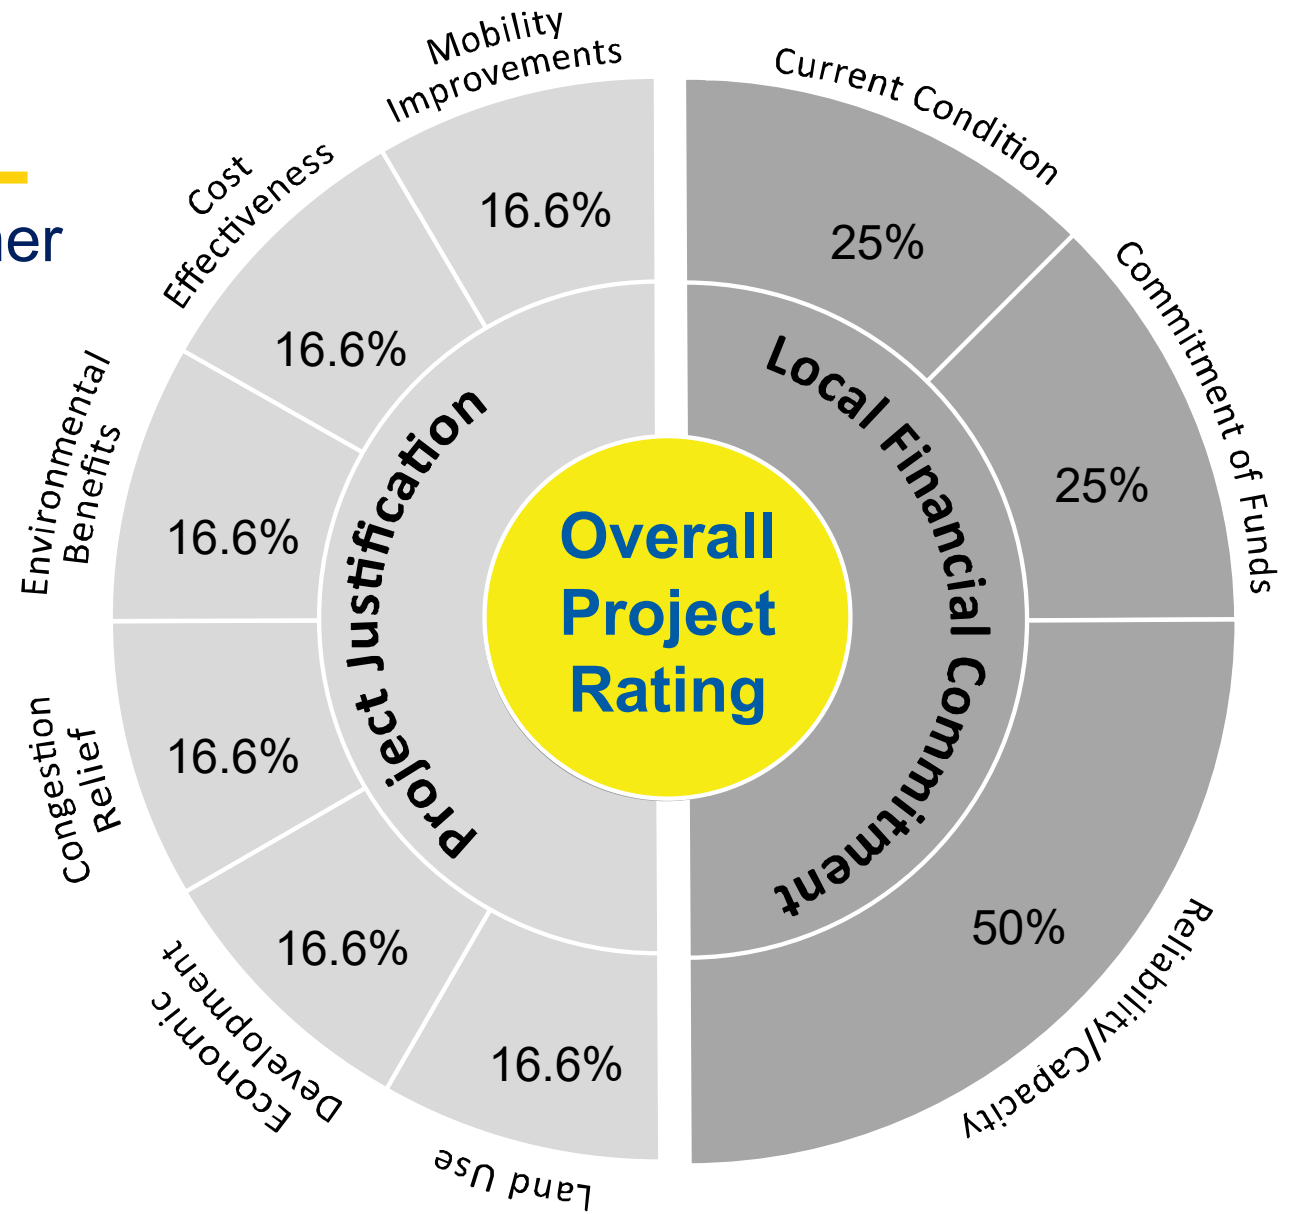 ner
Overall
Project
Rating
Project Justification
Mobility
Improvements
16.6%
Cost
Effectiveness
16.6%
Environmental
Benefits
16.6%
Congestion
Relief
16.6%
Economic
Development
16.6%
Land Use
16.6%
Local Financial Commitment
Current Condition
25%
Commitment of Funds
25%
Reliability/Capacity
50%